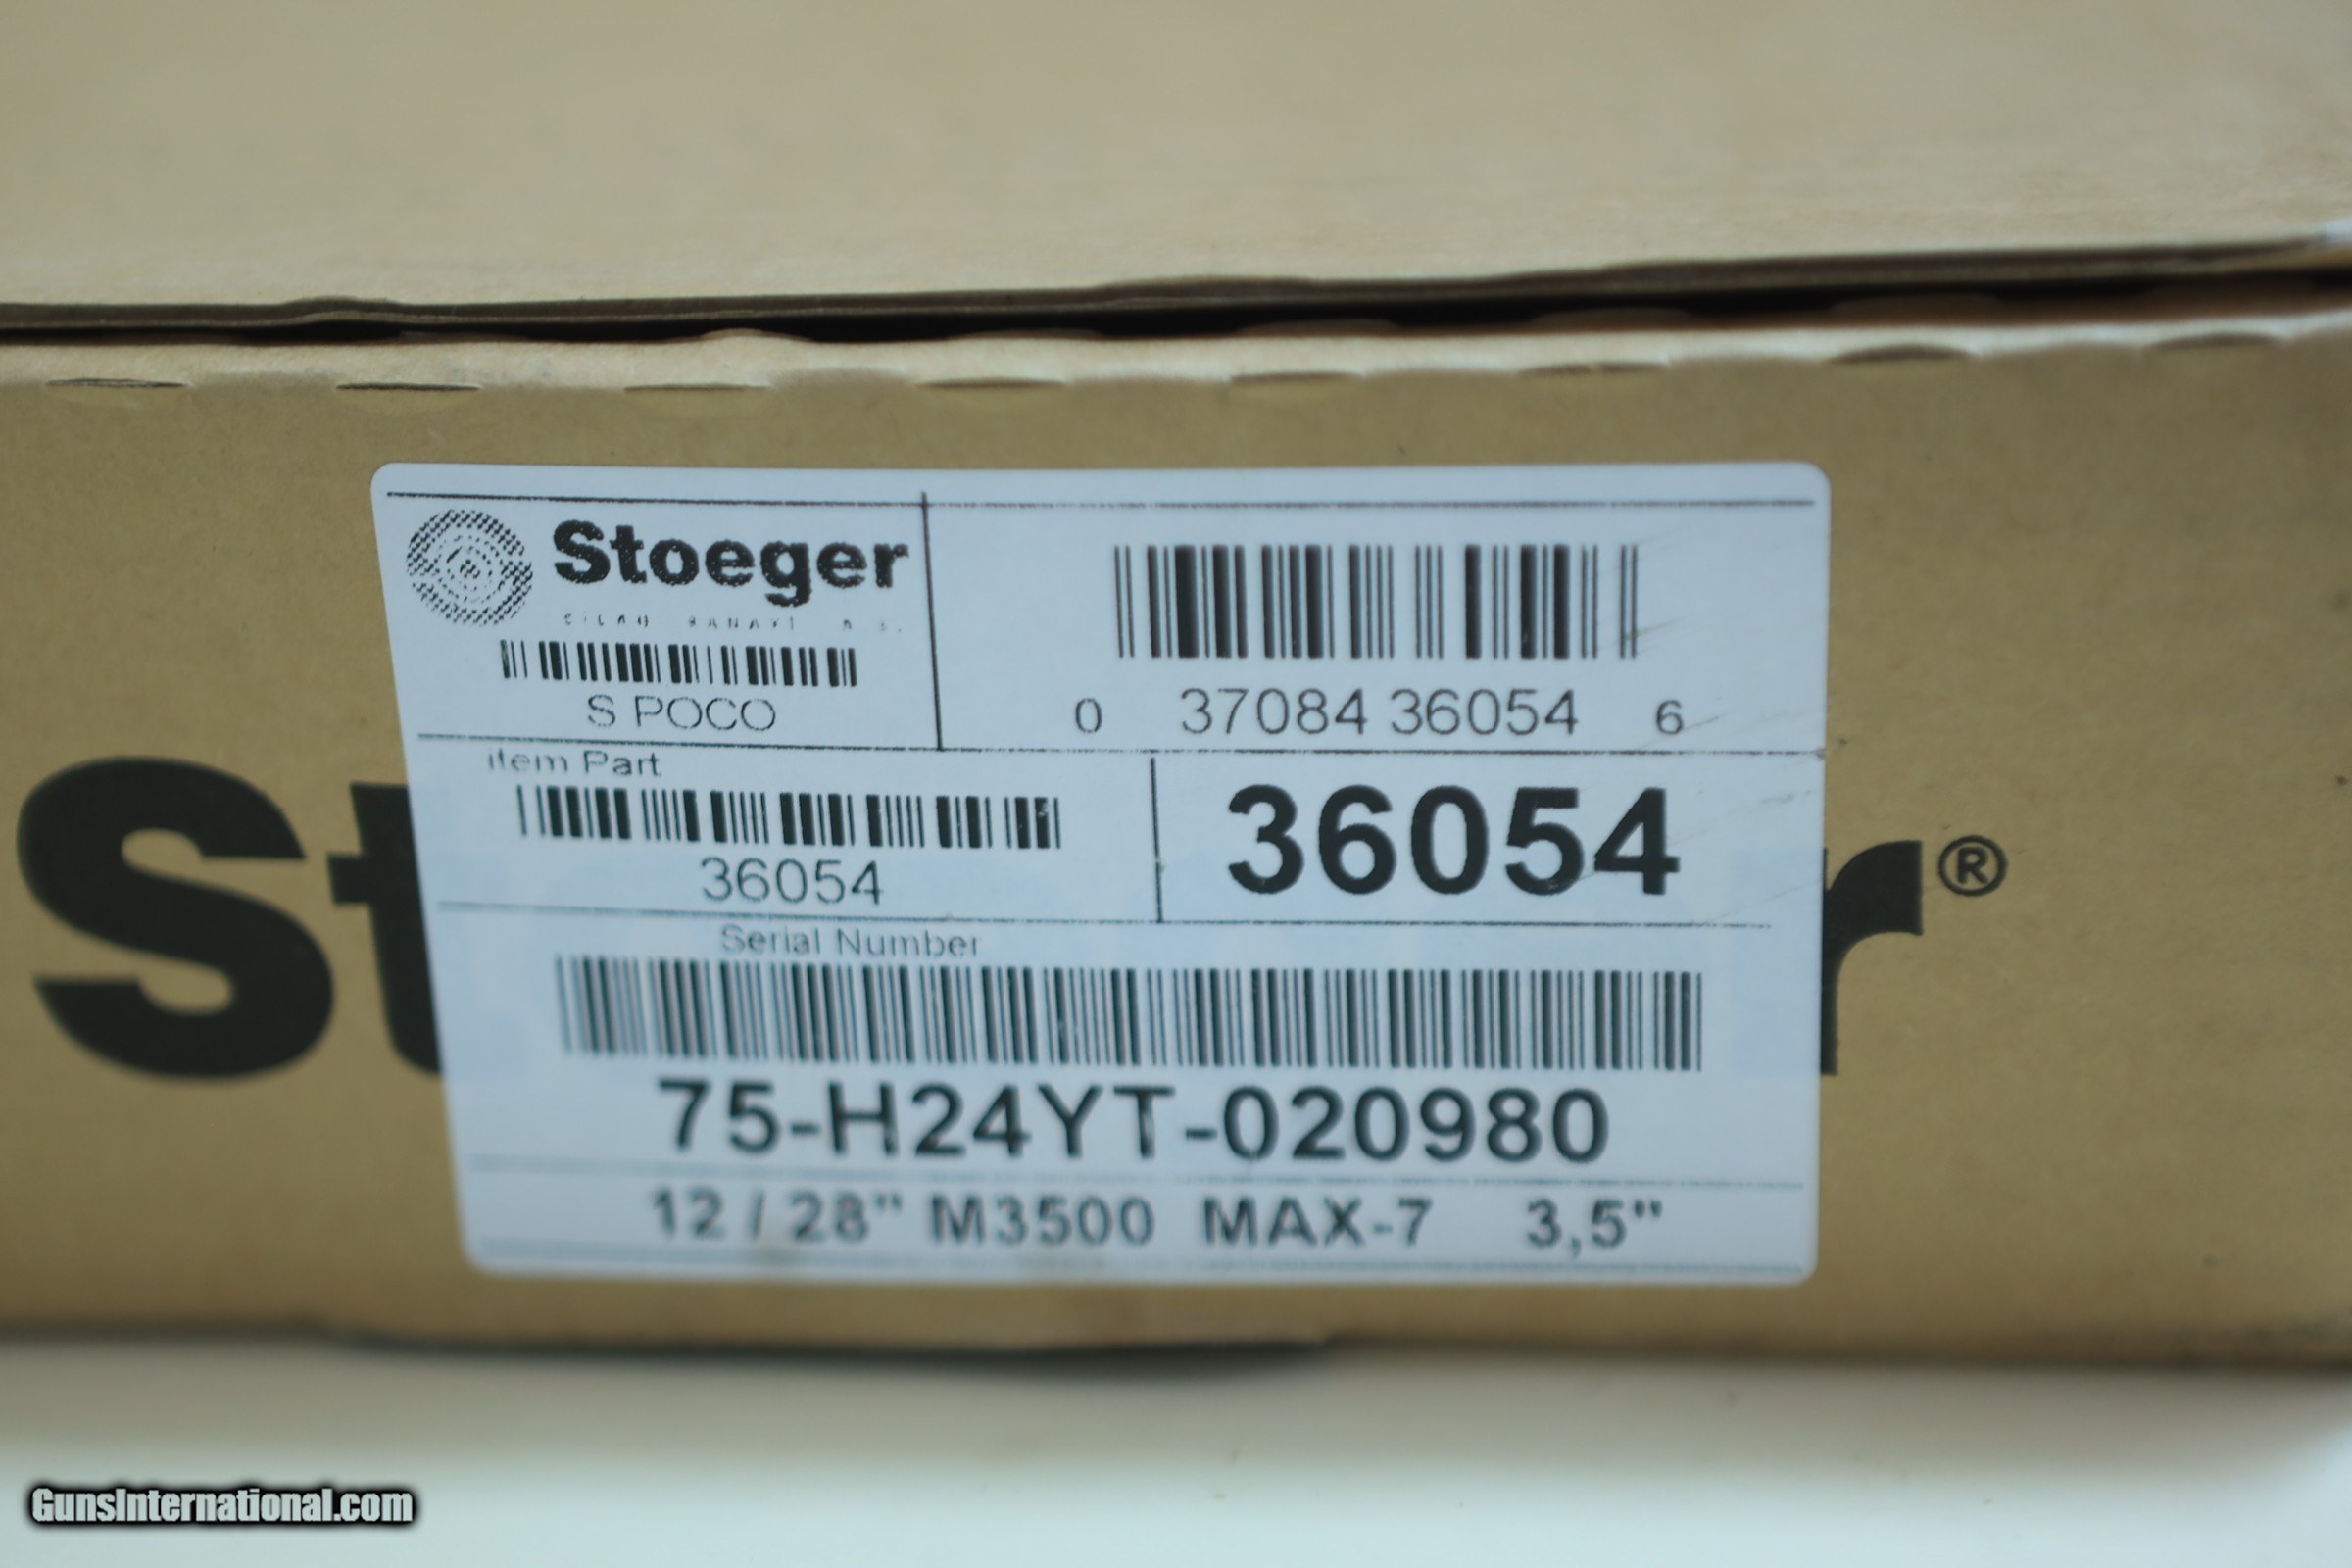 Stoeger
S POCO
0 37084 36054 6
item Part
36054
36054
Serial Number
75-H24YT-020980
12 / 28" M3500 MAX-7 3,5"
St r®
GunsInternational.com